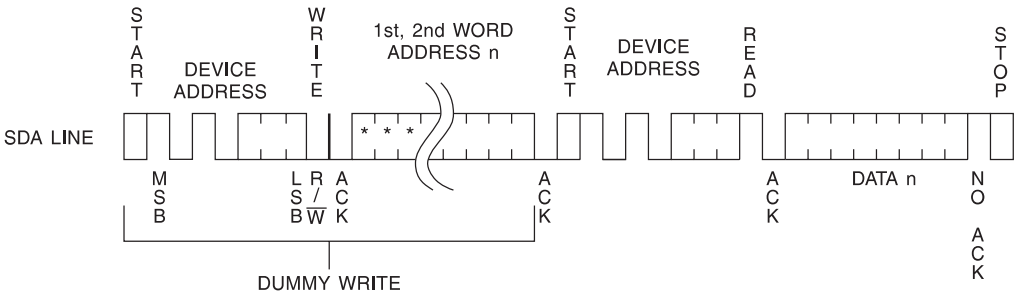 START
WRITE
1st, 2nd WORD
ADDRESS n
START
DEVICE
ADDRESS
READ
STOP
DEVICE
ADDRESS
SDA LINE
* * *
MSB
LSB
R/W
ACK
ACK
ACK
DATA n
NO ACK
DUMMY WRITE